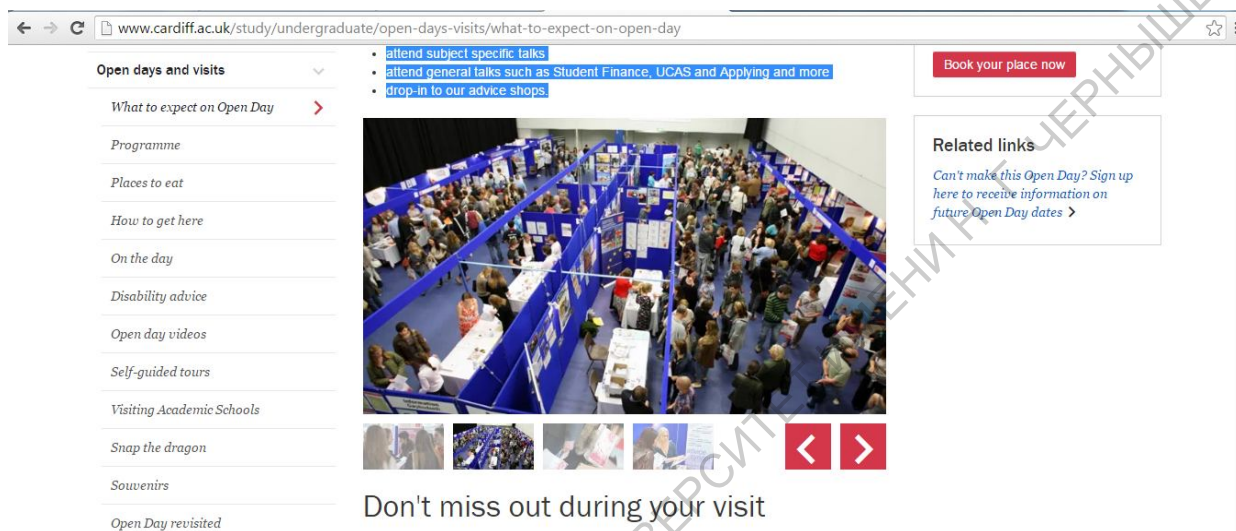 www.cardiff.ac.uk/study/undergraduate/open-days-visits/what-to-expect-on-open-day
Open days and visits
What to expect on Open Day
Programme
Places to eat
How to get here
On the day
Disability advice
Open day videos
Self-guided tours
Visiting Academic Schools
Snap the dragon
Souvenirs
Open Day revisited
attend subject specific talks
attend general talks such as Student Finance, UCAS and Applying and more
drop-in to our advice shops.
Don't miss out during your visit
Book your place now
Related links
Can't make this Open Day? Sign up
here to receive information on
future Open Day dates